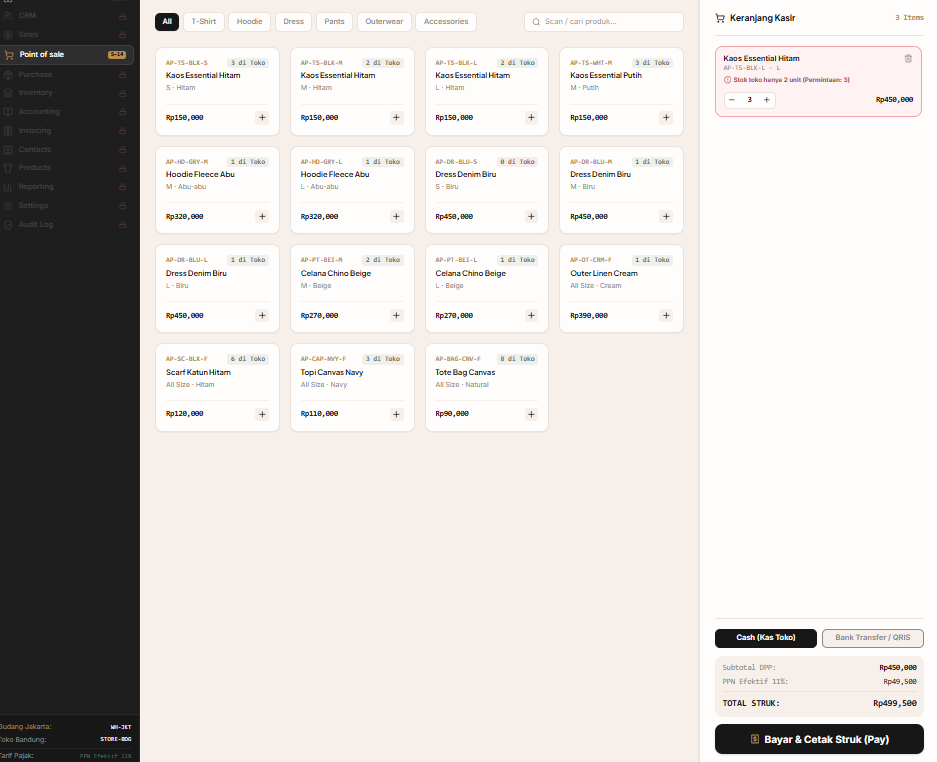 CRM
Sales
Point of sale
S-14
Purchase
Inventory
Accounting
Invoicing
Contacts
Products
Reporting
Settings
Audit Log
Gudang Jakarta: WH-JKT
Toko Bandung: STORE-BDG
Tarif Pajak: PPN Efektif 11%
All T-Shirt Hoodie Dress Pants Outerwear Accessories
Scan / cari produk...
AP-TS-BLK-S 3 di Toko
Kaos Essential Hitam
S · Hitam
Rp150,000 +
AP-TS-BLK-M 2 di Toko
Kaos Essential Hitam
M · Hitam
Rp150,000 +
AP-TS-BLK-L 2 di Toko
Kaos Essential Hitam
L · Hitam
Rp150,000 +
AP-TS-WHT-M 3 di Toko
Kaos Essential Putih
M · Putih
Rp150,000 +
AP-HD-GRY-M 1 di Toko
Hoodie Fleece Abu
M · Abu-abu
Rp320,000 +
AP-HD-GRY-L 1 di Toko
Hoodie Fleece Abu
L · Abu-abu
Rp320,000 +
AP-DR-BLU-S 0 di Toko
Dress Denim Biru
S · Biru
Rp450,000 +
AP-DR-BLU-M 1 di Toko
Dress Denim Biru
M · Biru
Rp450,000 +
AP-DR-BLU-L 1 di Toko
Dress Denim Biru
L · Biru
Rp450,000 +
AP-PT-BEI-M 2 di Toko
Celana Chino Beige
M · Beige
Rp270,000 +
AP-PT-BEI-L 1 di Toko
Celana Chino Beige
L · Beige
Rp270,000 +
AP-OT-CRM-F 1 di Toko
Outer Linen Cream
All Size · Cream
Rp390,000 +
AP-SC-BLK-F 6 di Toko
Scarf Katun Hitam
All Size · Hitam
Rp120,000 +
AP-CAP-NVY-F 3 di Toko
Topi Canvas Navy
All Size · Navy
Rp110,000 +
AP-BAG-CNV-F 8 di Toko
Tote Bag Canvas
All Size · Natural
Rp90,000 +
Keranjang Kasir 3 Items
Kaos Essential Hitam
AP-TS-BLK-L · L
Stok toko hanya 2 unit (Permintaan: 3)
− 3 + Rp450,000
Cash (Kas Toko) Bank Transfer / QRIS
Subtotal DPP: Rp450,000
PPN Efektif 11%: Rp49,500
TOTAL STRUK: Rp499,500
Bayar & Cetak Struk (Pay)